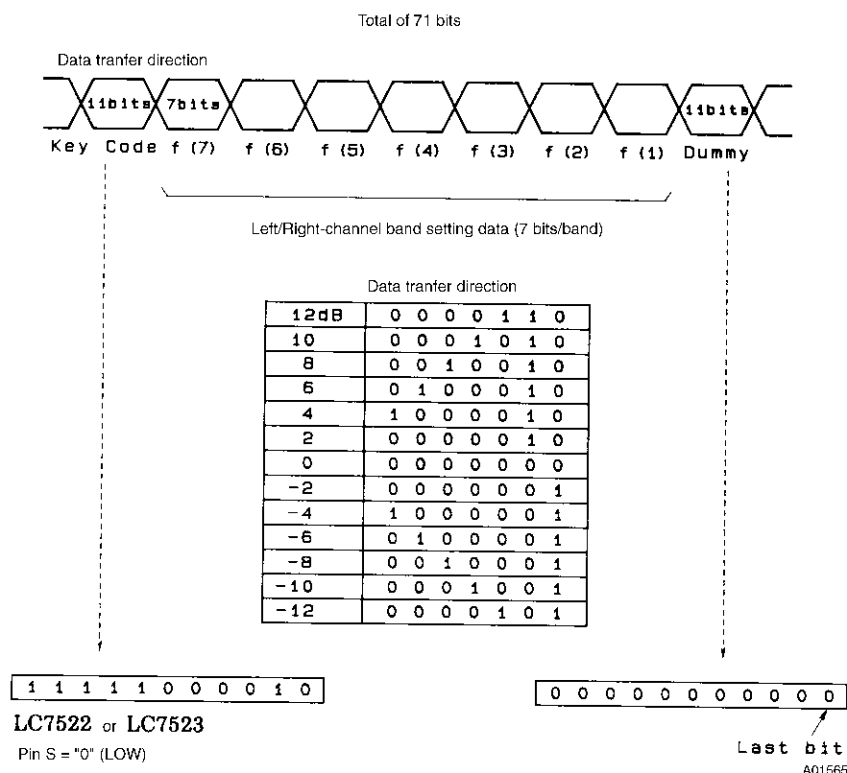 Total of 71 bits
Data tranfer direction
11bits 7bits 11bits
Key Code f (7) f (6) f (5) f (4) f (3) f (2) f (1) Dummy
Left/Right-channel band setting data (7 bits/band)
Data tranfer direction
12dB 0 0 0 0 1 1 0
10 0 0 0 1 0 1 0
8 0 0 1 0 0 1 0
6 0 1 0 0 0 1 0
4 1 0 0 0 0 1 0
2 0 0 0 0 0 1 0
0 0 0 0 0 0 0 0
-2 0 0 0 0 0 0 1
-4 1 0 0 0 0 0 1
-6 0 1 0 0 0 0 1
-8 0 0 1 0 0 0 1
-10 0 0 0 1 0 0 1
-12 0 0 0 0 1 0 1
1 1 1 1 1 0 0 0 0 1 0
0 0 0 0 0 0 0 0 0 0 0
LC7522 or LC7523
Pin S = "0" (LOW)
Last bit
A01565